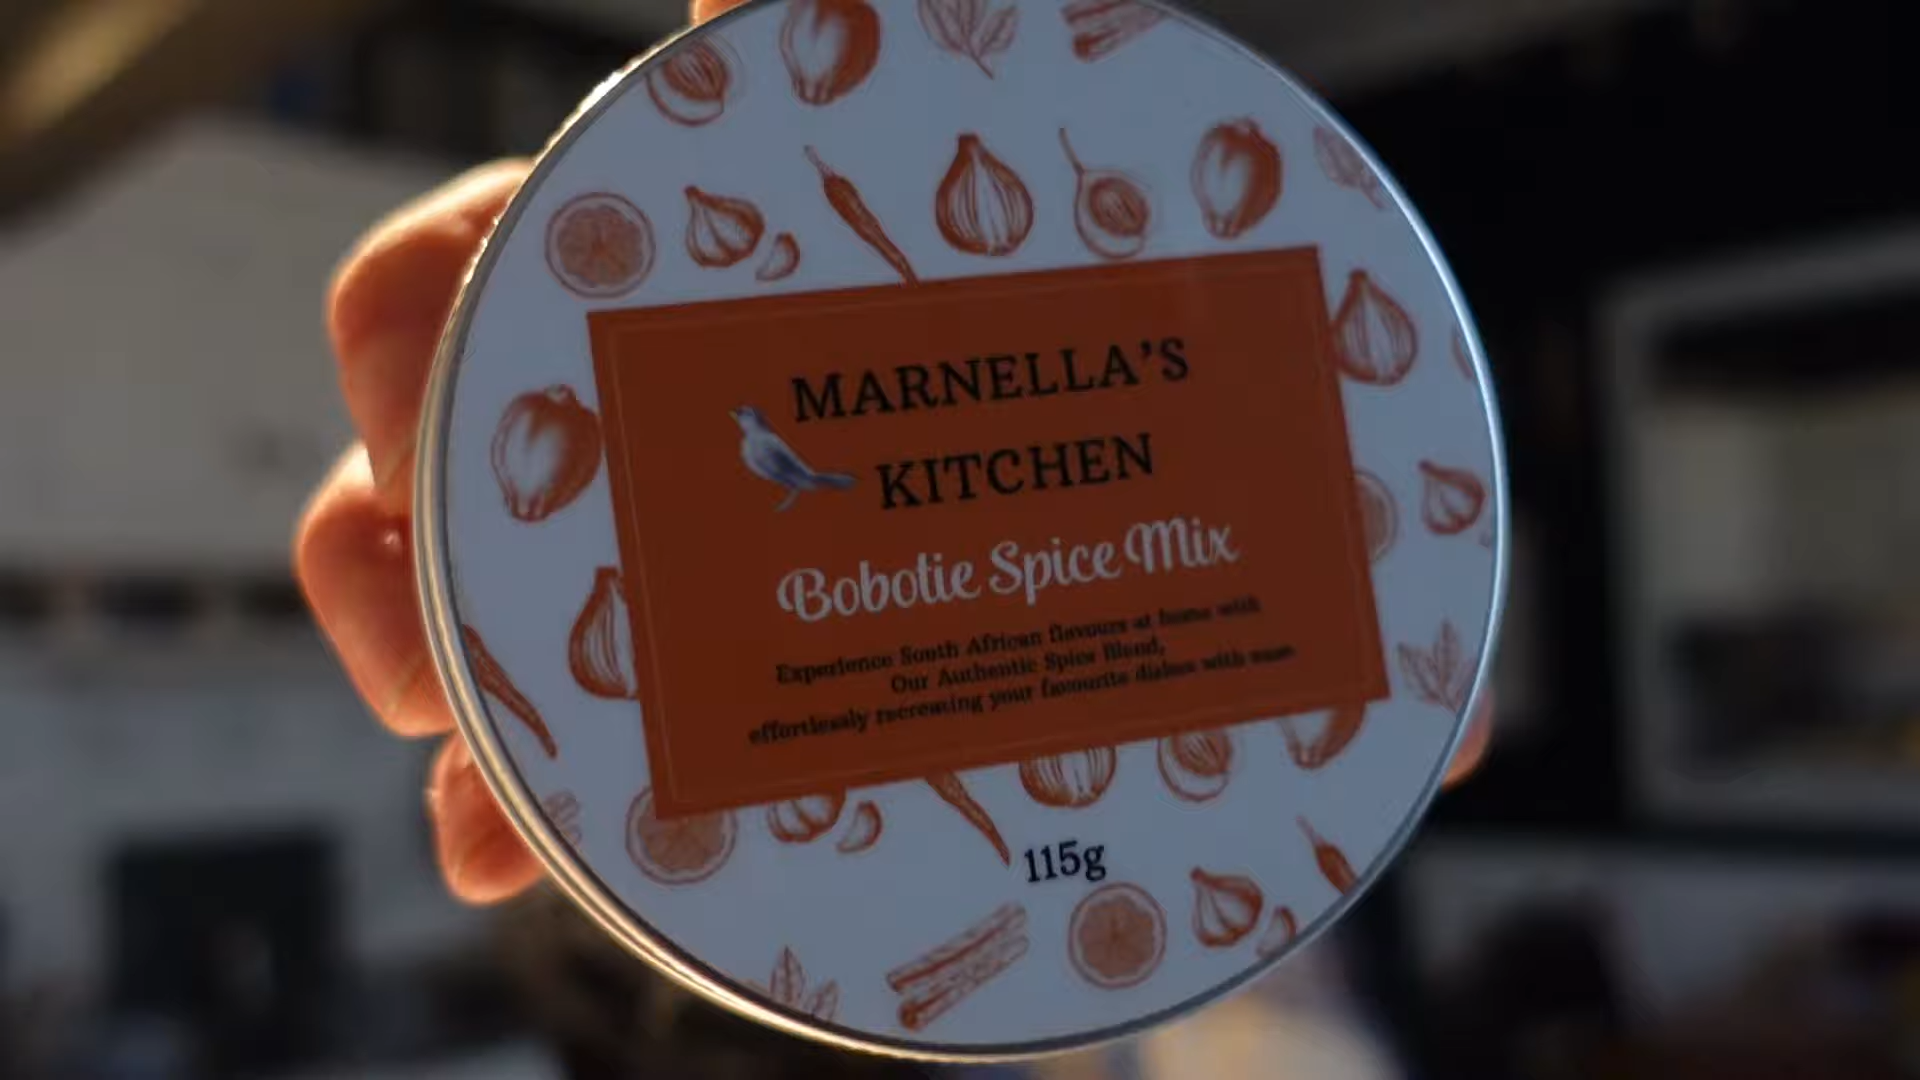 MARNELLA'S
KITCHEN
Bobotie Spice Mix
Experience South African flavours at home with
Our Authentic Spice Blend,
effortlessly recreating your favourite dishes with ease
115g